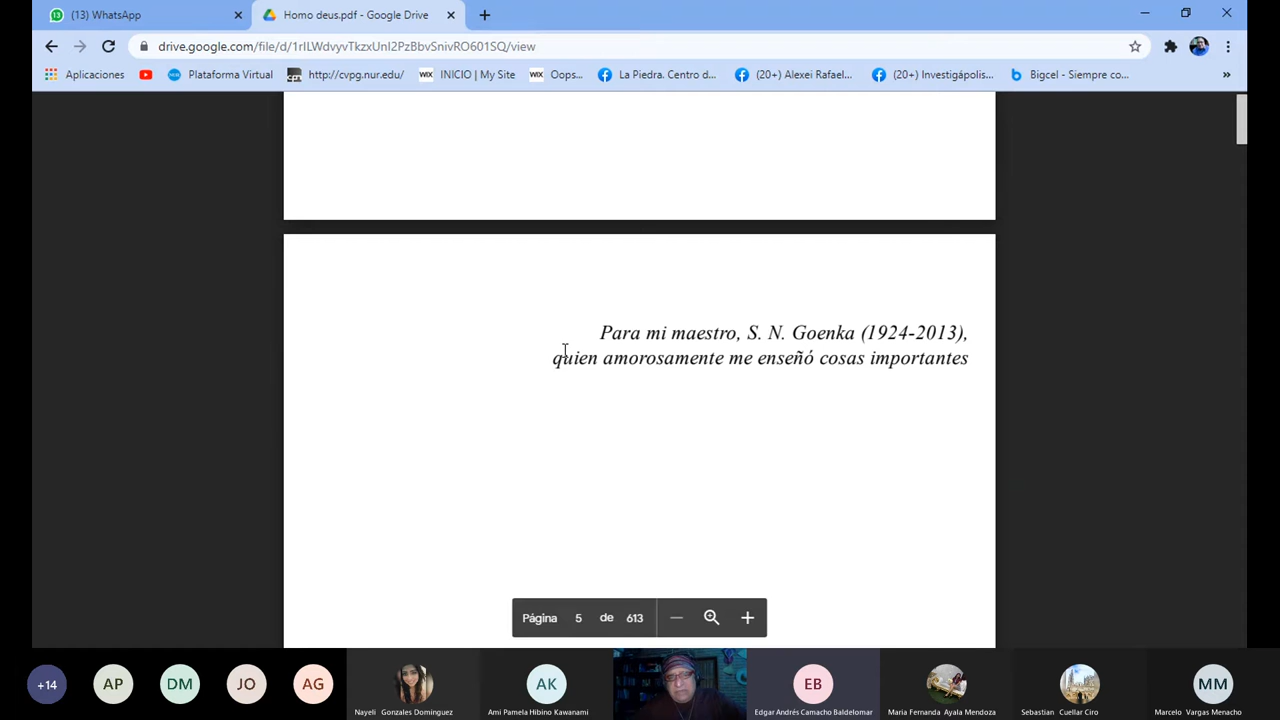 (13) WhatsApp
Homo deus.pdf - Google Drive
drive.google.com/file/d/1rILWdvyvTkzxUnI2PzBbvSnivRO601SQ/view
Aplicaciones
Plataforma Virtual
http://cvpg.nur.edu/
WIX INICIO | My Site
WIX Oops...
La Piedra. Centro d...
(20+) Alexei Rafael...
(20+) Investigápolis...
Bigcel - Siempre co...
Para mi maestro, S. N. Goenka (1924-2013),
quien amorosamente me enseñó cosas importantes
Página 5 de 613
+14
AP
DM
JO
AG
AK
EB
MM
Nayeli Gonzales Dominguez
Ami Pamela Hibino Kawanami
Edgar Andrés Camacho Baldelomar
Maria Fernanda Ayala Mendoza
Sebastian Cuellar Ciro
Marcelo Vargas Menacho